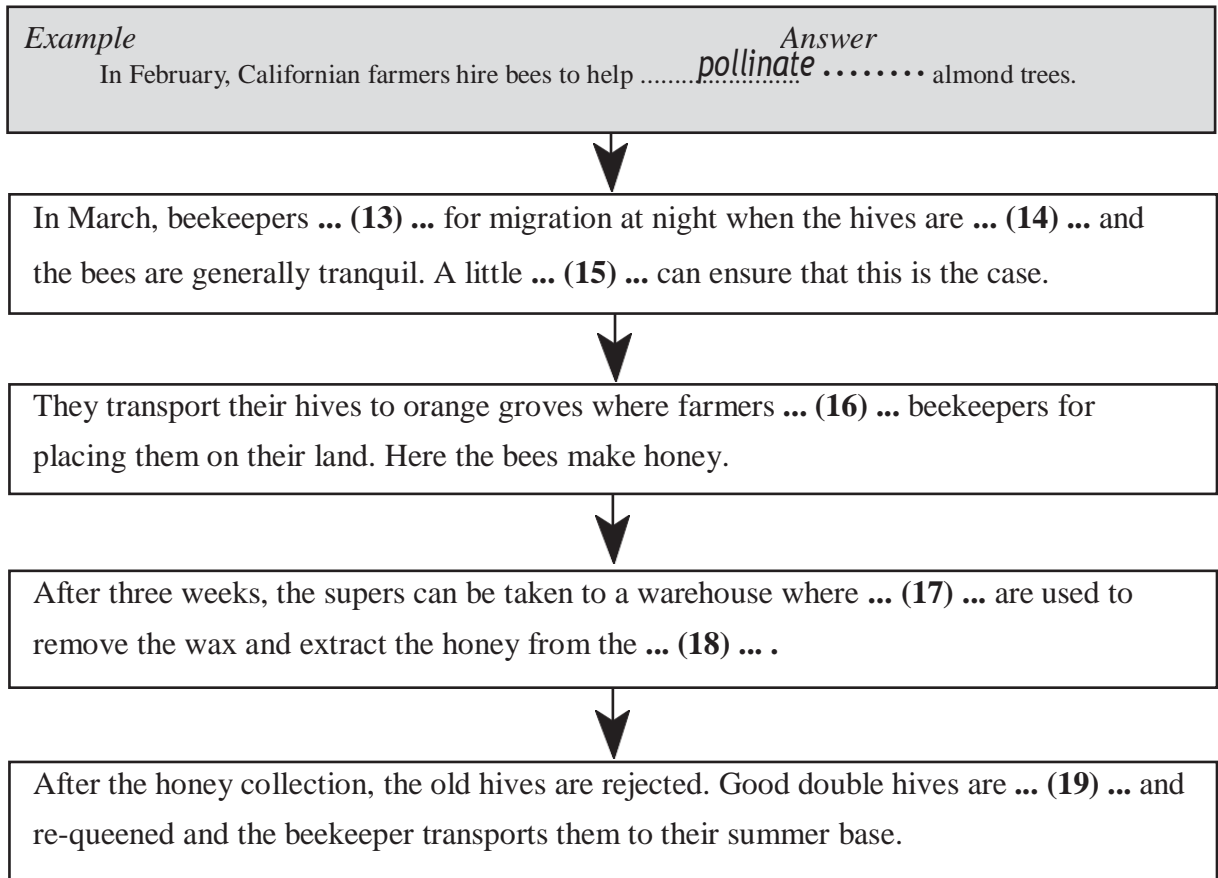 Example Answer
In February, Californian farmers hire bees to help ....................... pollinate ........ almond trees.
In March, beekeepers ... (13) ... for migration at night when the hives are ... (14) ... and
the bees are generally tranquil. A little ... (15) ... can ensure that this is the case.
They transport their hives to orange groves where farmers ... (16) ... beekeepers for
placing them on their land. Here the bees make honey.
After three weeks, the supers can be taken to a warehouse where ... (17) ... are used to
remove the wax and extract the honey from the ... (18) ... .
After the honey collection, the old hives are rejected. Good double hives are ... (19) ... and
re-queened and the beekeeper transports them to their summer base.